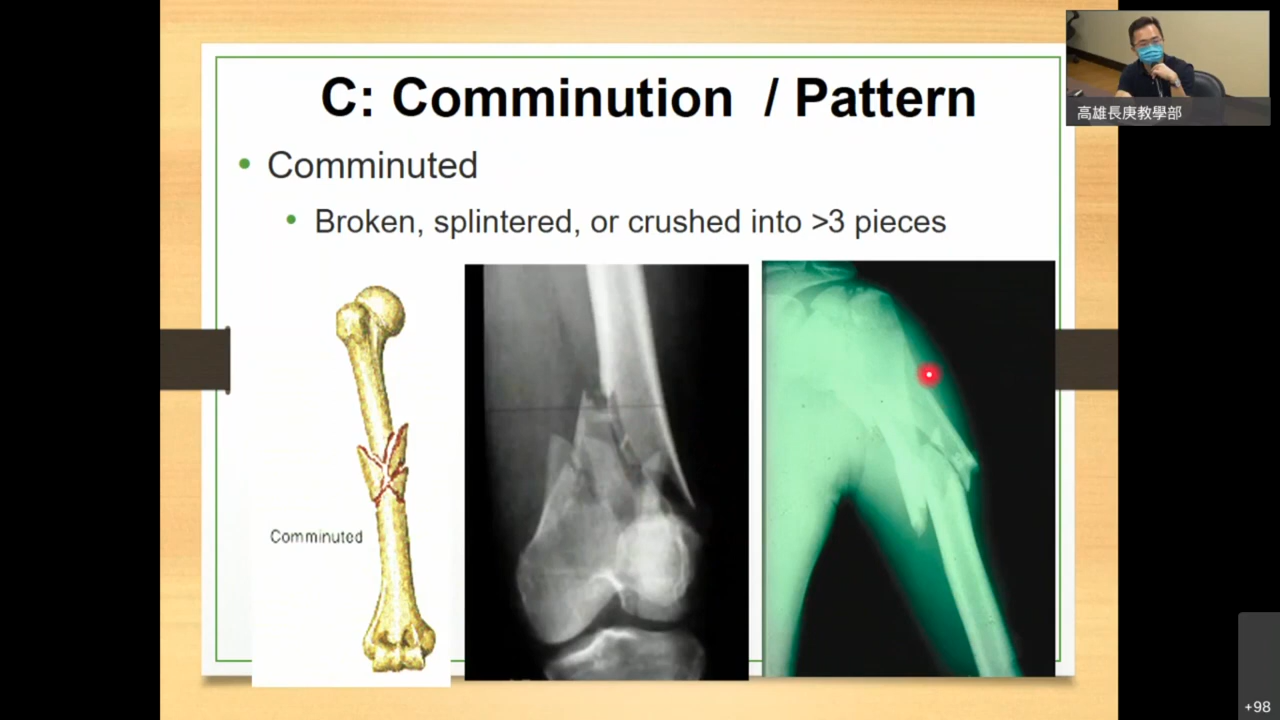 C: Comminution / Pattern
高雄長庚教學部
• Comminuted
• Broken, splintered, or crushed into >3 pieces
Comminuted
+98